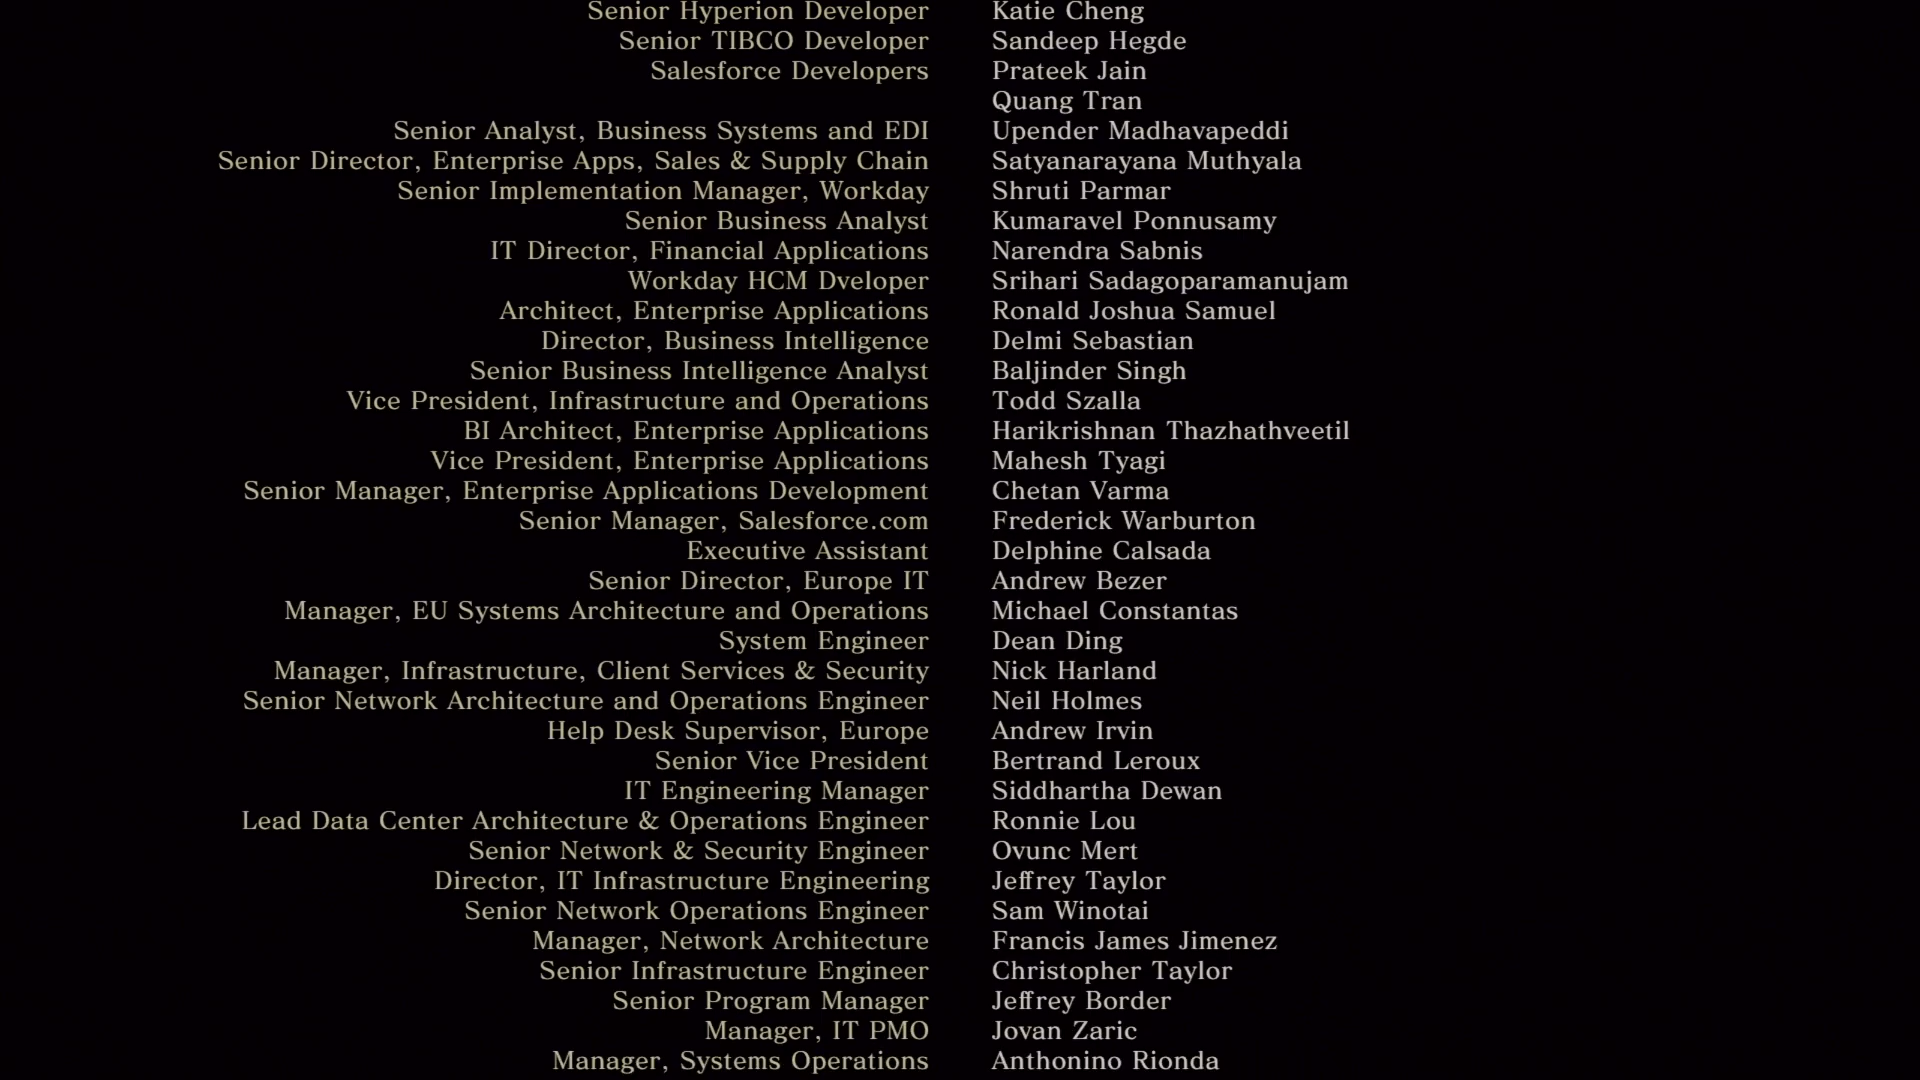 Senior Hyperion Developer Katie Cheng
Senior TIBCO Developer Sandeep Hegde
Salesforce Developers Prateek Jain
Quang Tran
Senior Analyst, Business Systems and EDI Upender Madhavapeddi
Senior Director, Enterprise Apps, Sales & Supply Chain Satyanarayana Muthyala
Senior Implementation Manager, Workday Shruti Parmar
Senior Business Analyst Kumaravel Ponnusamy
IT Director, Financial Applications Narendra Sabnis
Workday HCM Dveloper Srihari Sadagoparamanujam
Architect, Enterprise Applications Ronald Joshua Samuel
Director, Business Intelligence Delmi Sebastian
Senior Business Intelligence Analyst Baljinder Singh
Vice President, Infrastructure and Operations Todd Szalla
BI Architect, Enterprise Applications Harikrishnan Thazhathveetil
Vice President, Enterprise Applications Mahesh Tyagi
Senior Manager, Enterprise Applications Development Chetan Varma
Senior Manager, Salesforce.com Frederick Warburton
Executive Assistant Delphine Calsada
Senior Director, Europe IT Andrew Bezer
Manager, EU Systems Architecture and Operations Michael Constantas
System Engineer Dean Ding
Manager, Infrastructure, Client Services & Security Nick Harland
Senior Network Architecture and Operations Engineer Neil Holmes
Help Desk Supervisor, Europe Andrew Irvin
Senior Vice President Bertrand Leroux
IT Engineering Manager Siddhartha Dewan
Lead Data Center Architecture & Operations Engineer Ronnie Lou
Senior Network & Security Engineer Ovunc Mert
Director, IT Infrastructure Engineering Jeffrey Taylor
Senior Network Operations Engineer Sam Winotai
Manager, Network Architecture Francis James Jimenez
Senior Infrastructure Engineer Christopher Taylor
Senior Program Manager Jeffrey Border
Manager, IT PMO Jovan Zaric
Manager, Systems Operations Anthonino Rionda